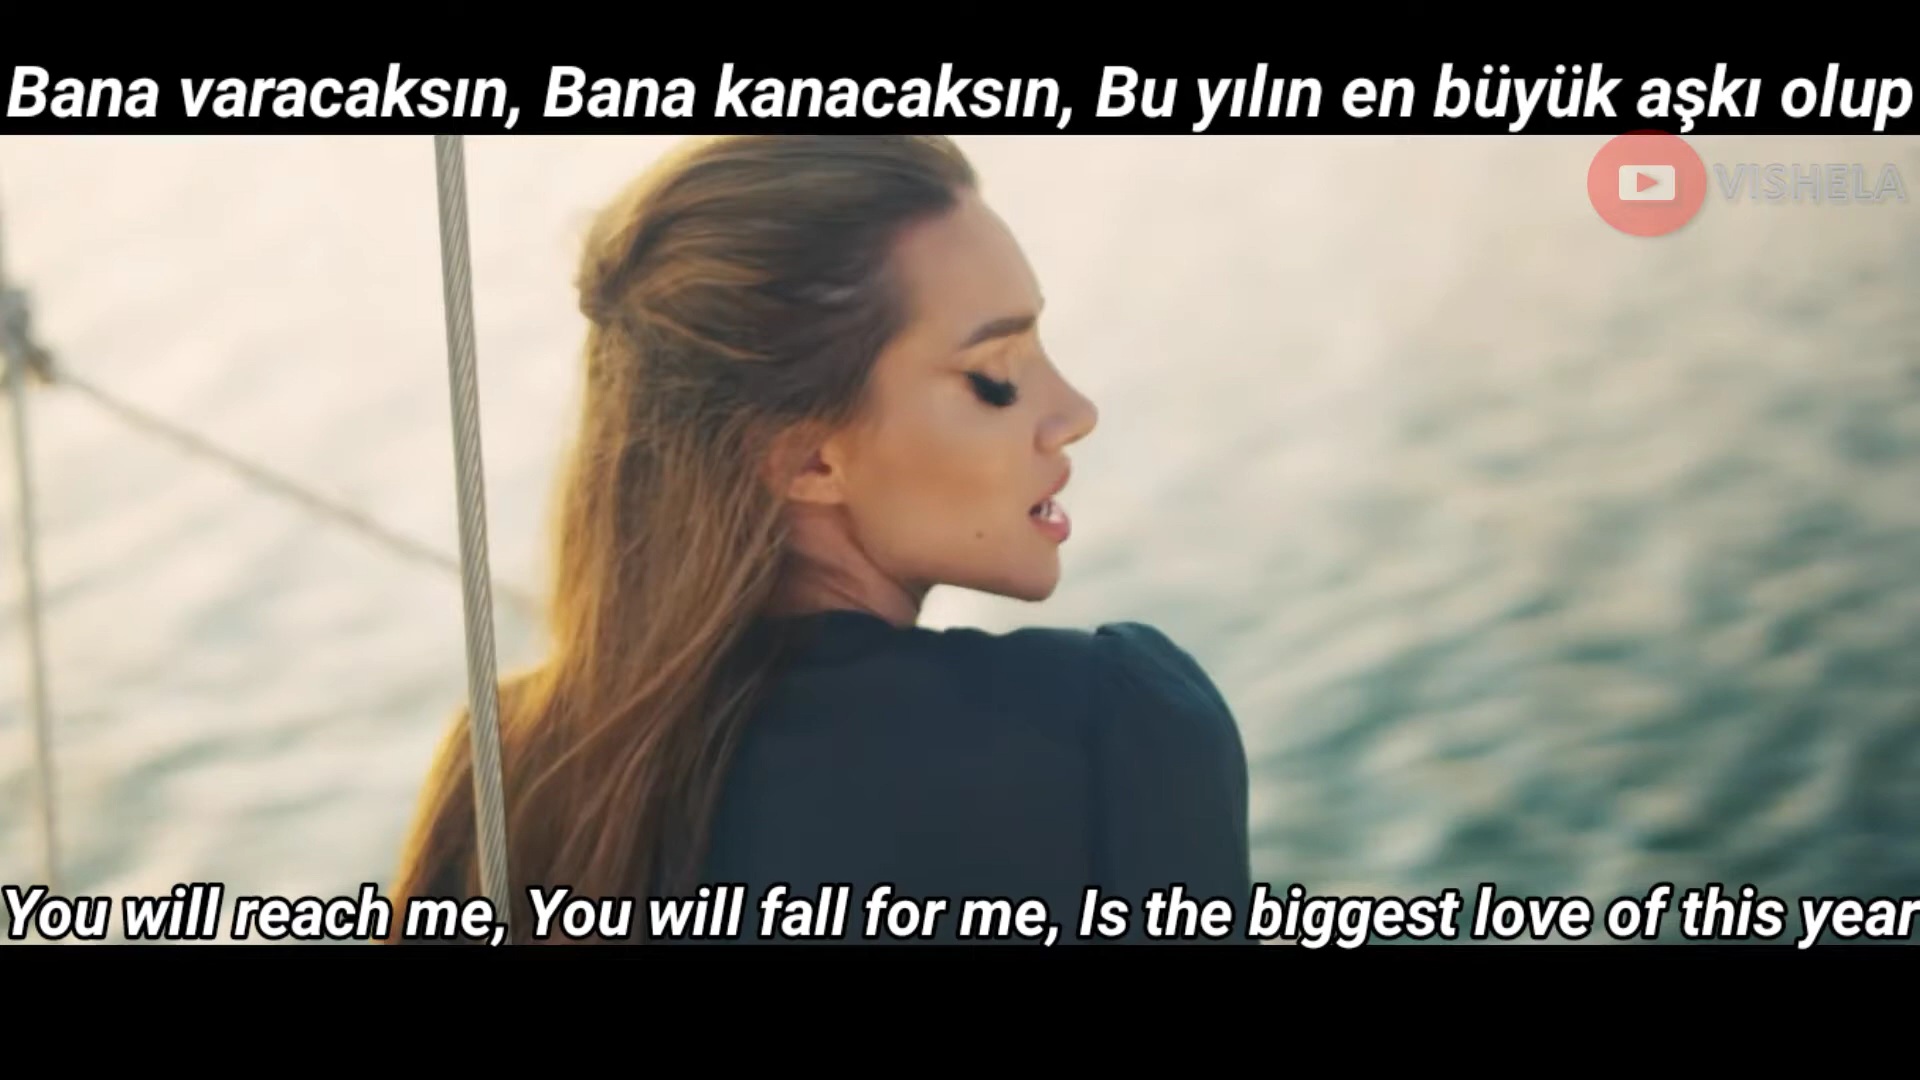 Bana varacaksın, Bana kanacaksın, Bu yılın en büyük aşkı olup
VISHELA
You will reach me, You will fall for me, Is the biggest love of this year